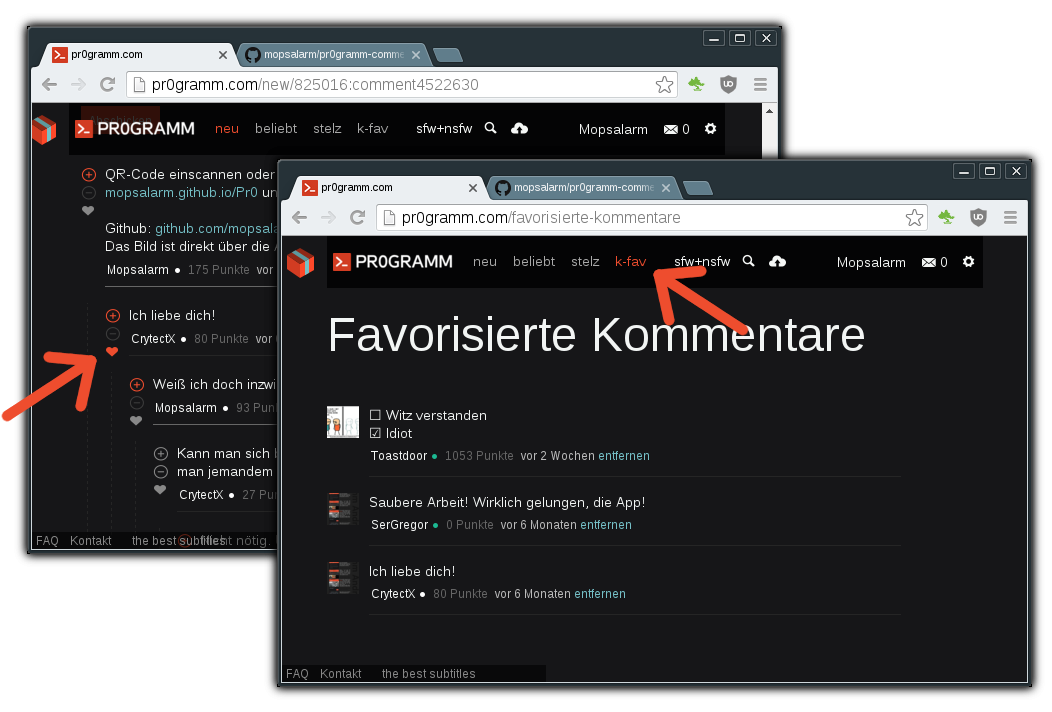 pr0gramm.com
mopsalarm/pr0gramm-comme
pr0gramm.com/new/825016:comment4522630
PR0GRAMM neu beliebt stelz k-fav sfw+nsfw Mopsalarm 0
QR-Code einscannen oder
mopsalarm.github.io/Pr0 un
Github: github.com/mopsala
Das Bild ist direkt über die
Mopsalarm 175 Punkte vor
Ich liebe dich!
CrytectX 80 Punkte vor
Weiß ich doch inzwi
Mopsalarm 93 Pun
Kann man sich
man jemandem
CrytectX 27 Pu
FAQ Kontakt the best subtitles
nicht nötig.
pr0gramm.com
mopsalarm/pr0gramm-comme
pr0gramm.com/favorisierte-kommentare
PR0GRAMM neu beliebt stelz k-fav sfw+nsfw Mopsalarm 0
Favorisierte Kommentare
☐ Witz verstanden
☑ Idiot
Toastdoor 1053 Punkte vor 2 Wochen entfernen
Saubere Arbeit! Wirklich gelungen, die App!
SerGregor 0 Punkte vor 6 Monaten entfernen
Ich liebe dich!
CrytectX 80 Punkte vor 6 Monaten entfernen
FAQ Kontakt the best subtitles